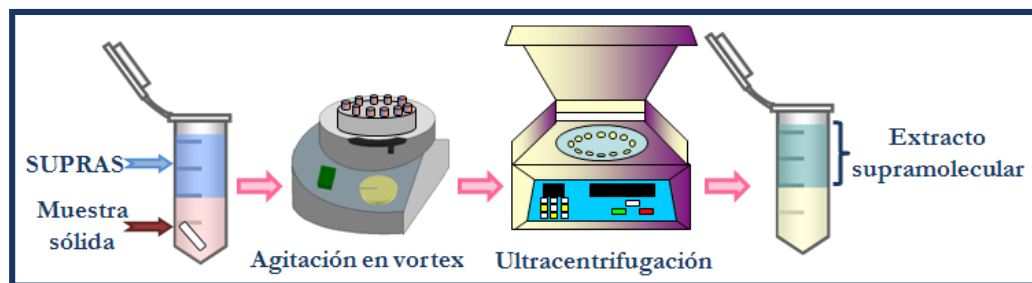 SUPRAS
Muestra
sólida
Agitación en vortex
Ultracentrifugación
Extracto
supramolecular